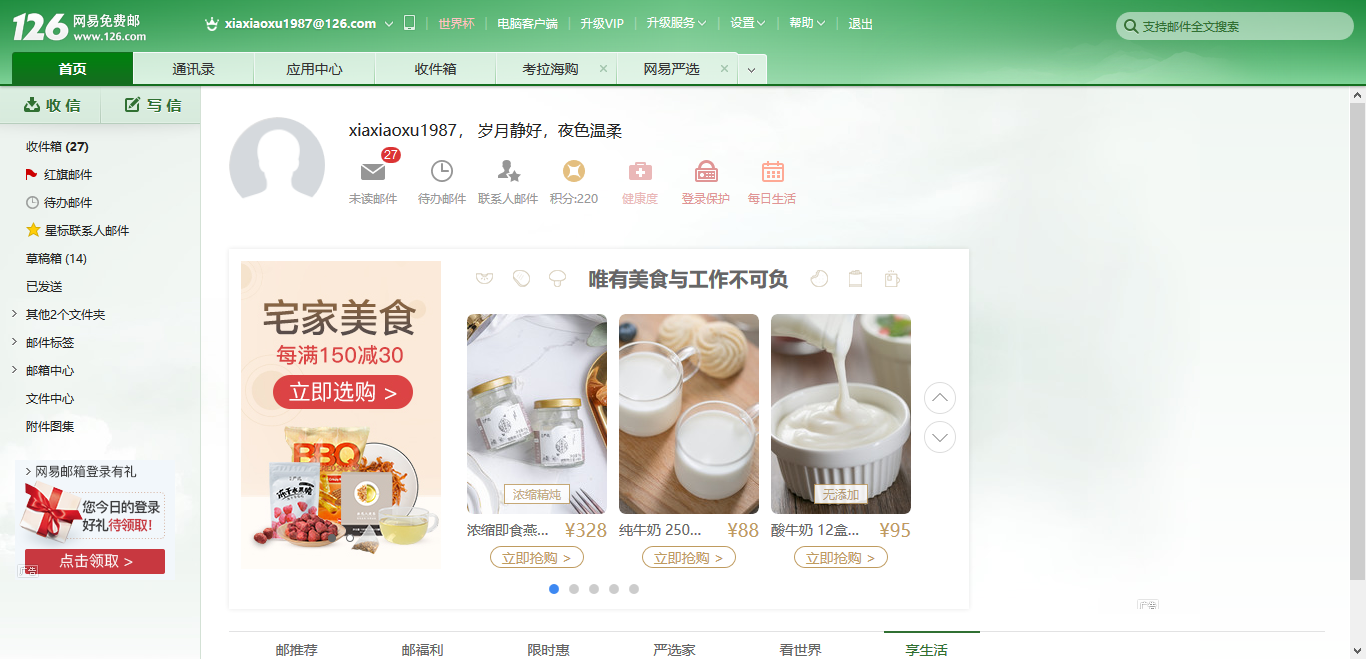 126 网易免费邮
www.126.com
xiaxiaoxu1987@126.com
世界杯
电脑客户端
升级VIP
升级服务
设置
帮助
退出
支持邮件全文搜索
首页
通讯录
应用中心
收件箱
考拉海购 ×
网易严选 ×
收 信
写 信
收件箱 (27)
红旗邮件
待办邮件
星标联系人邮件
草稿箱 (14)
已发送
其他2个文件夹
邮件标签
邮箱中心
文件中心
附件图集
> 网易邮箱登录有礼
您今日的登录
好礼待领取!
点击领取 >
广告
xiaxiaoxu1987， 岁月静好，夜色温柔
27
未读邮件
待办邮件
联系人邮件
积分:220
健康度
登录保护
每日生活
宅家美食
每满150减30
立即选购 >
BBQ
唯有美食与工作不可负
浓缩精炖
无添加
浓缩即食燕... ¥328
纯牛奶 250... ¥88
酸牛奶 12盒... ¥95
立即抢购 >
立即抢购 >
立即抢购 >
广告
邮推荐
邮福利
限时惠
严选家
看世界
享生活